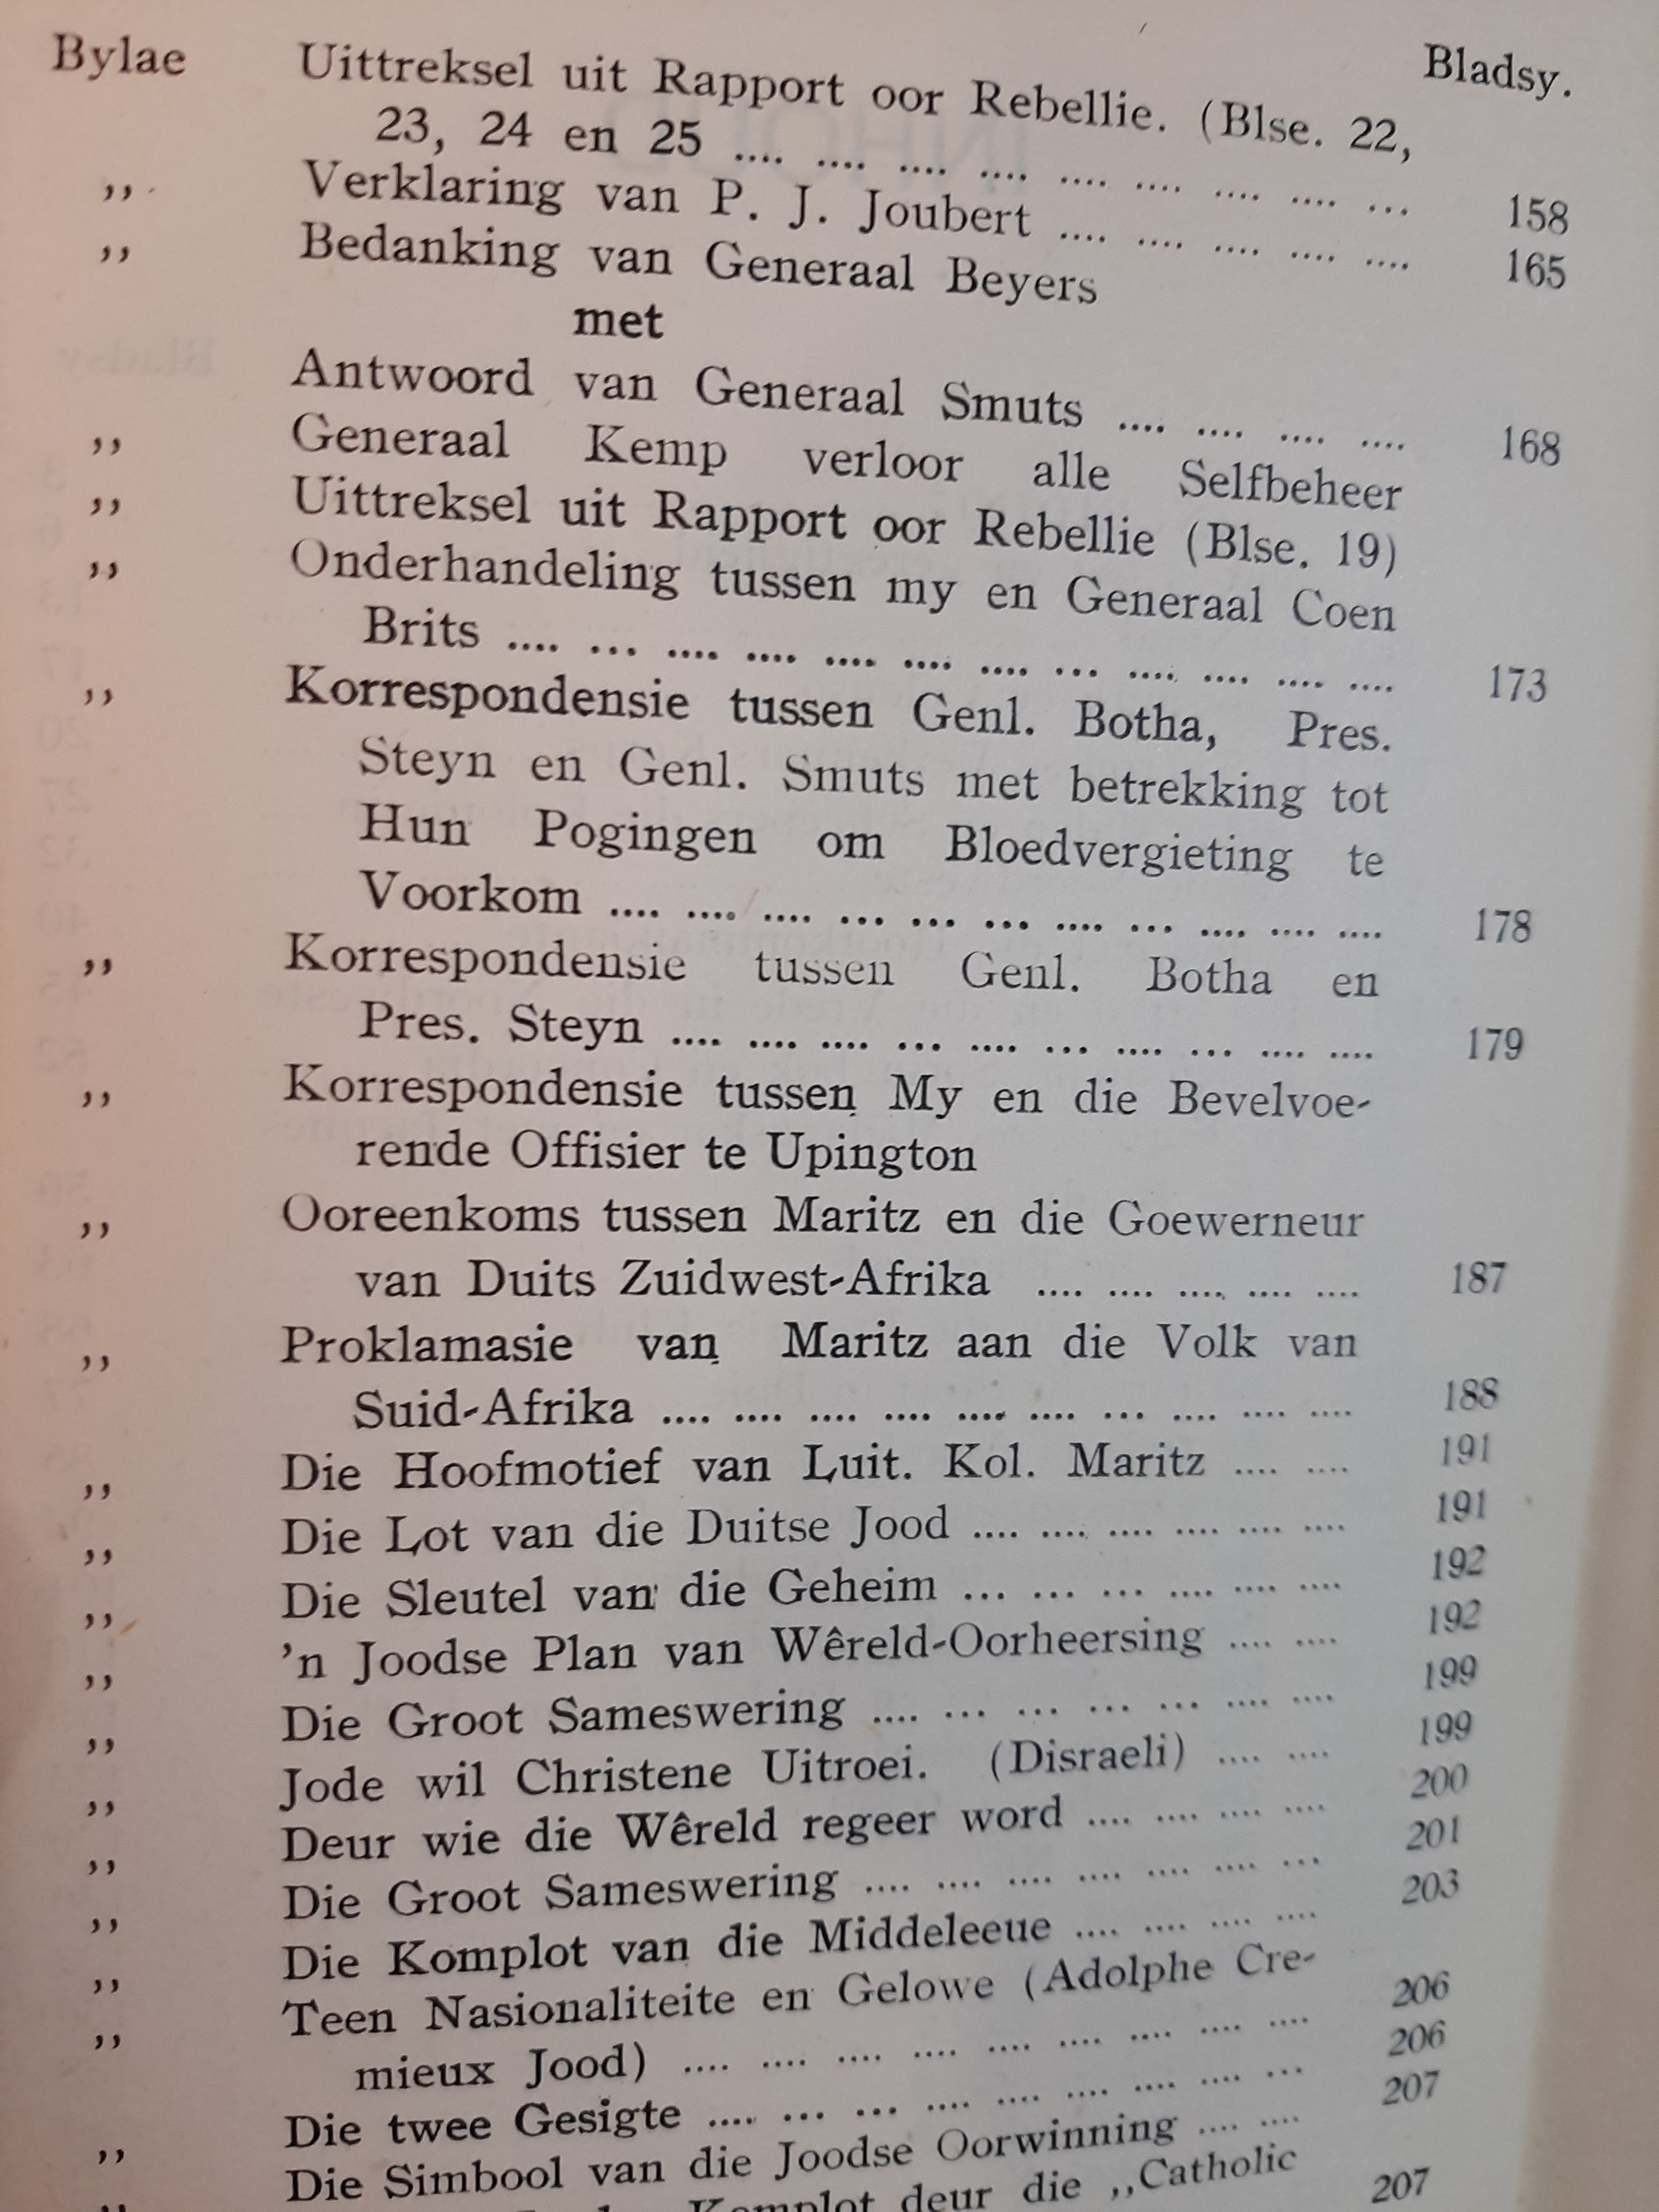 Bylae Uittreksel uit Rapport oor Rebellie. (Blse. 22, Bladsy.
23, 24 en 25 .... .... .... .... .... .... .... .... ... 158
,, Verklaring van P. J. Joubert .... .... .... .... .... 165
,, Bedanking van Generaal Beyers
met
Antwoord van Generaal Smuts .... .... .... .... 168
,, Generaal Kemp verloor alle Selfbeheer
,, Uittreksel uit Rapport oor Rebellie (Blse. 19)
,, Onderhandeling tussen my en Generaal Coen
Brits .... ... .... .... .... .... .... ... .... .... .... .... 173
,, Korrespondensie tussen Genl. Botha, Pres.
Steyn en Genl. Smuts met betrekking tot
Hun Pogingen om Bloedvergieting te
Voorkom .... .... .... ... ... ... .... ... .... .... .... 178
,, Korrespondensie tussen Genl. Botha en
Pres. Steyn .... .... .... ... .... ... .... ... .... .... 179
,, Korrespondensie tussen My en die Bevelvoe-
rende Offisier te Upington
,, Ooreenkoms tussen Maritz en die Goewerneur
van Duits Zuidwest-Afrika .... .... .... .... .... 187
,, Proklamasie van Maritz aan die Volk van
Suid-Afrika .... .... .... .... .... .... ... .... .... .... 188
,, Die Hoofmotief van Luit. Kol. Maritz .... .... 191
,, Die Lot van die Duitse Jood .... .... .... .... .... .... 191
,, Die Sleutel van die Geheim ... ... ... .... .... .... 192
,, 'n Joodse Plan van Wêreld-Oorheersing .... .... 192
,, Die Groot Sameswering .... ... ... ... ... .... .... 199
,, Jode wil Christene Uitroei. (Disraeli) .... .... 199
,, Deur wie die Wêreld regeer word .... .... .... .... 200
,, Die Groot Sameswering .... .... .... .... .... .... ... 201
,, Die Komplot van die Middeleeue .... .... .... .... 203
,, Teen Nasionaliteite en Gelowe (Adolphe Cre-
mieux Jood) .... .... .... .... .... .... .... .... .... 206
,, Die twee Gesigte .... ... ... .... .... .... .... .... ... 206
,, Die Simbool van die Joodse Oorwinning .... .... 207
Komplot deur die ,,Catholic 207